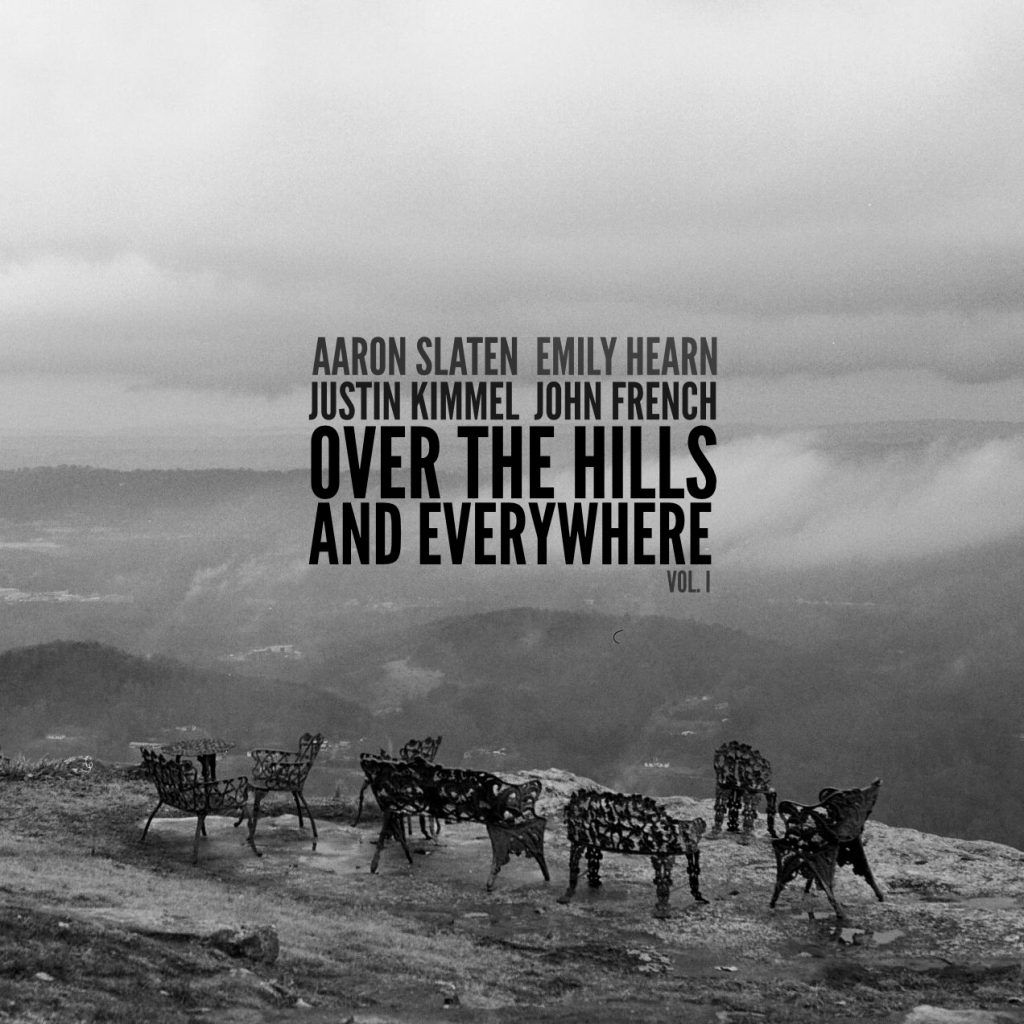 AARON SLATEN EMILY HEARN
JUSTIN KIMMEL JOHN FRENCH
OVER THE HILLS
AND EVERYWHERE
VOL. I